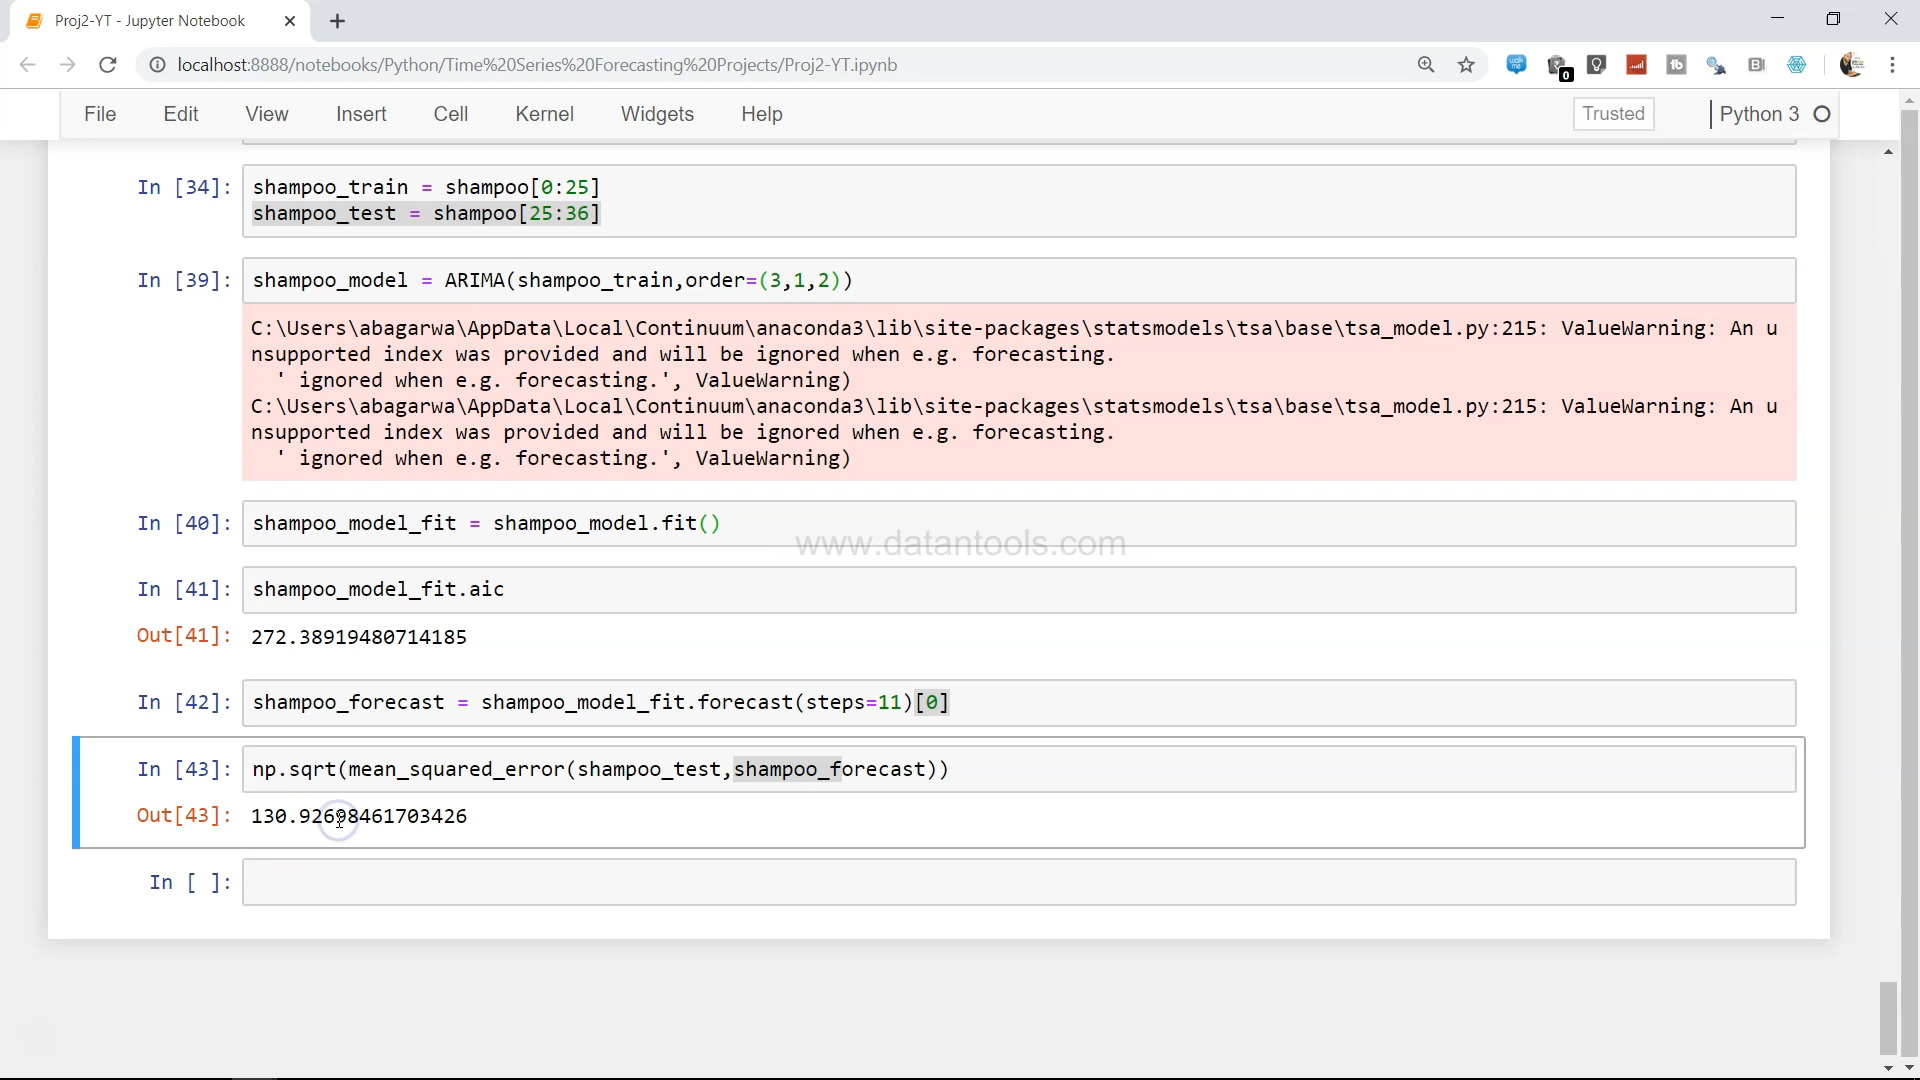 Proj2-YT - Jupyter Notebook
localhost:8888/notebooks/Python/Time%20Series%20Forecasting%20Projects/Proj2-YT.ipynb
walk me
0
tb
B
File Edit View Insert Cell Kernel Widgets Help Trusted Python 3
In [34]: shampoo_train = shampoo[0:25]
shampoo_test = shampoo[25:36]
In [39]: shampoo_model = ARIMA(shampoo_train,order=(3,1,2))
C:\Users\abagarwa\AppData\Local\Continuum\anaconda3\lib\site-packages\statsmodels\tsa\base\tsa_model.py:215: ValueWarning: An u
nsupported index was provided and will be ignored when e.g. forecasting.
' ignored when e.g. forecasting.', ValueWarning)
C:\Users\abagarwa\AppData\Local\Continuum\anaconda3\lib\site-packages\statsmodels\tsa\base\tsa_model.py:215: ValueWarning: An u
nsupported index was provided and will be ignored when e.g. forecasting.
' ignored when e.g. forecasting.', ValueWarning)
In [40]: shampoo_model_fit = shampoo_model.fit()
www.datantools.com
In [41]: shampoo_model_fit.aic
Out[41]: 272.38919480714185
In [42]: shampoo_forecast = shampoo_model_fit.forecast(steps=11)[0]
In [43]: np.sqrt(mean_squared_error(shampoo_test,shampoo_forecast))
Out[43]: 130.92698461703426
In [ ]: